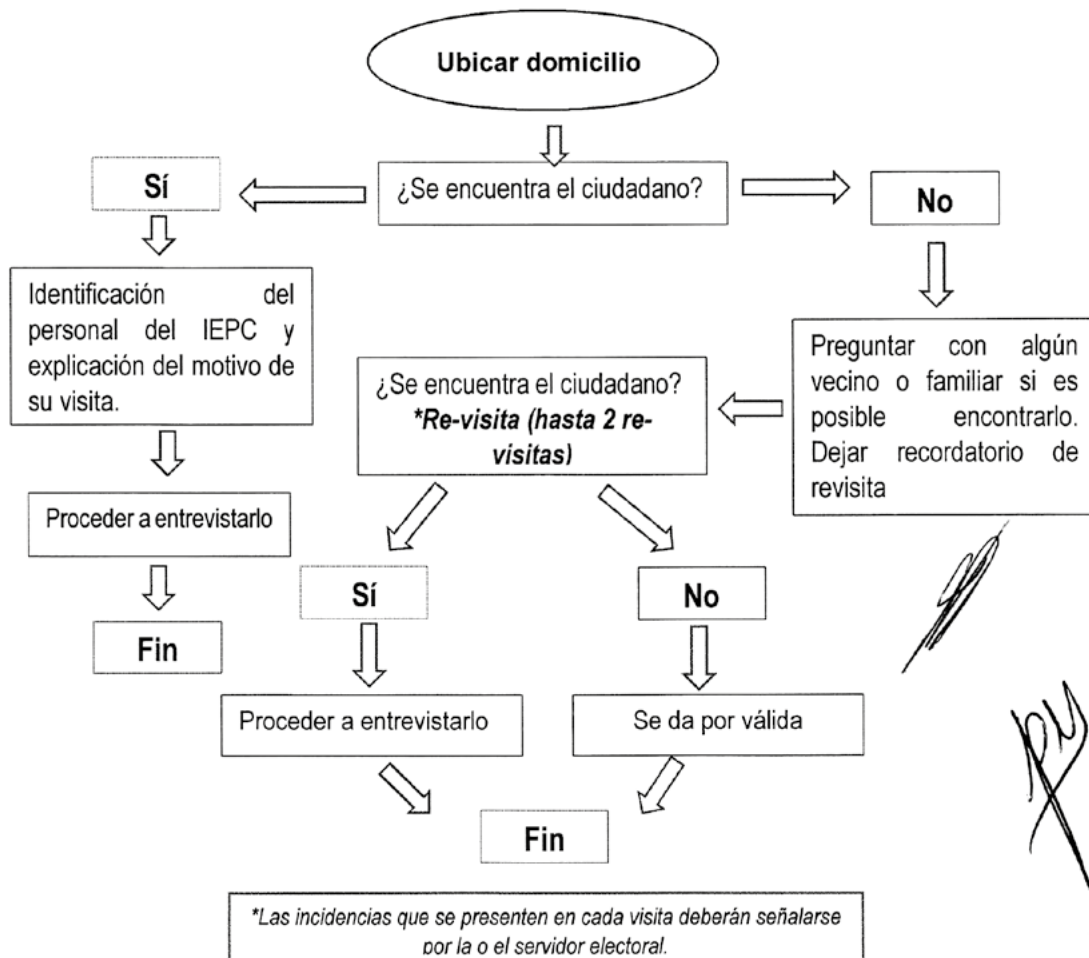 Ubicar domicilio
¿Se encuentra el ciudadano?
Sí
No
Identificación del
personal del IEPC y
explicación del motivo de
su visita.
Preguntar con algún
vecino o familiar si es
posible encontrarlo.
Dejar recordatorio de
revisita
¿Se encuentra el ciudadano?
*Re-visita (hasta 2 re-
visitas)
Proceder a entrevistarlo
Fin
Sí
No
Proceder a entrevistarlo
Se da por válida
Fin
*Las incidencias que se presenten en cada visita deberán señalarse
por la o el servidor electoral.